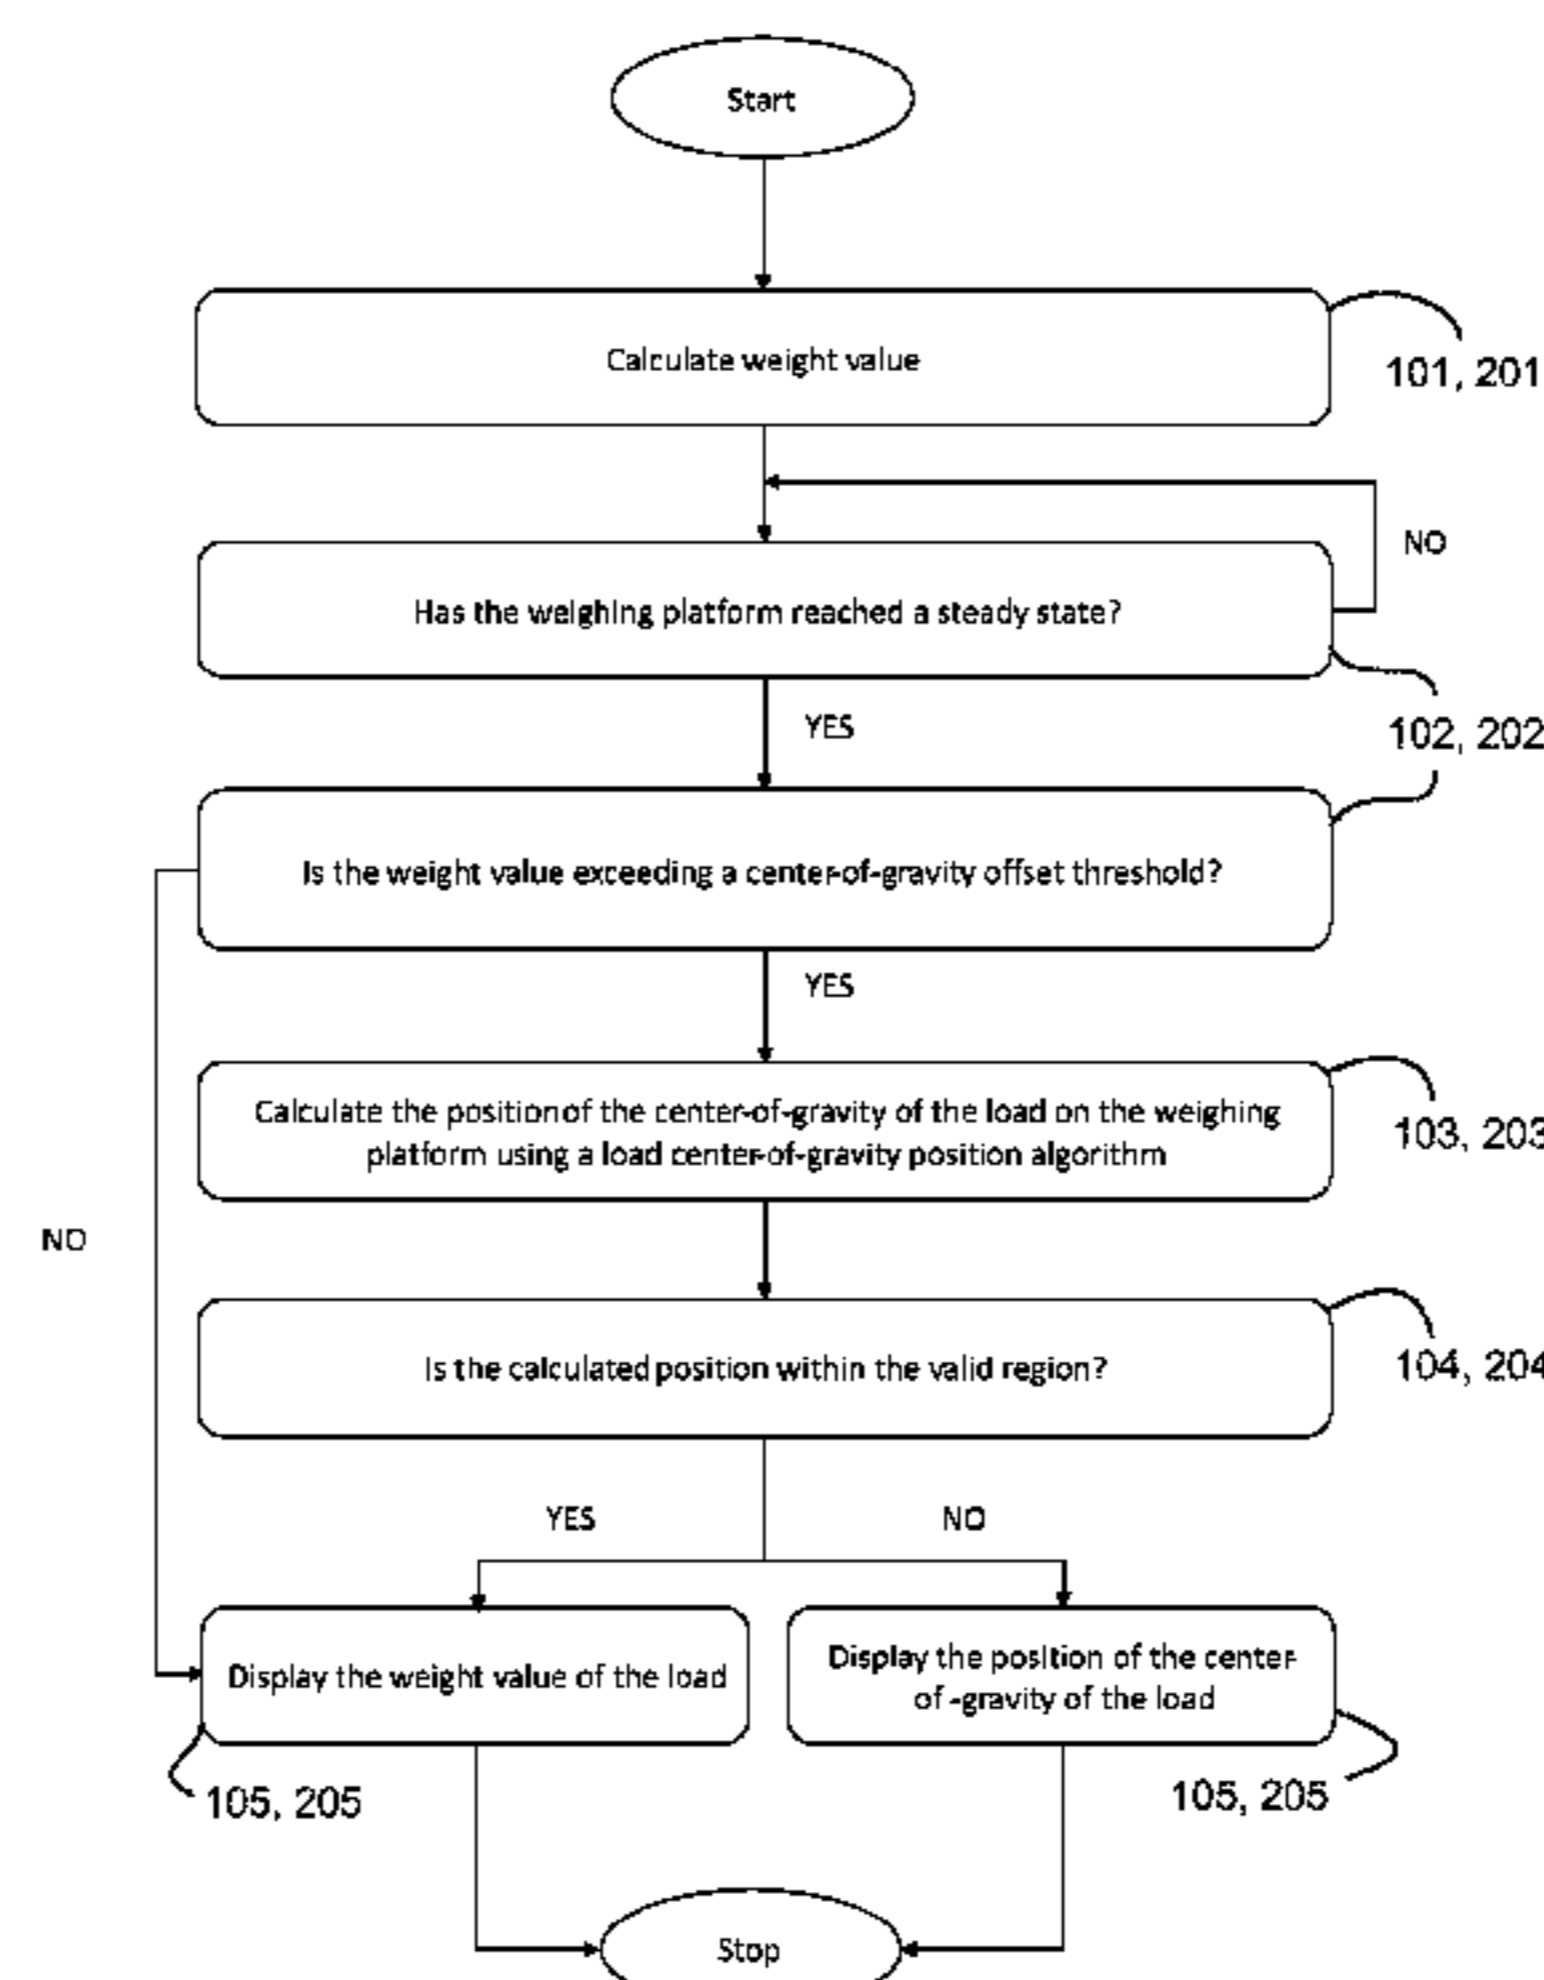 Start
Calculate weight value
101, 201
NO
Has the weighing platform reached a steady state?
YES
102, 202
Is the weight value exceeding a center-of-gravity offset threshold?
YES
Calculate the position of the center-of-gravity of the load on the weighing
platform using a load center-of-gravity position algorithm
103, 203
NO
Is the calculated position within the valid region?
104, 204
YES
NO
Display the weight value of the load
Display the position of the center-
of-gravity of the load
105, 205
105, 205
Stop